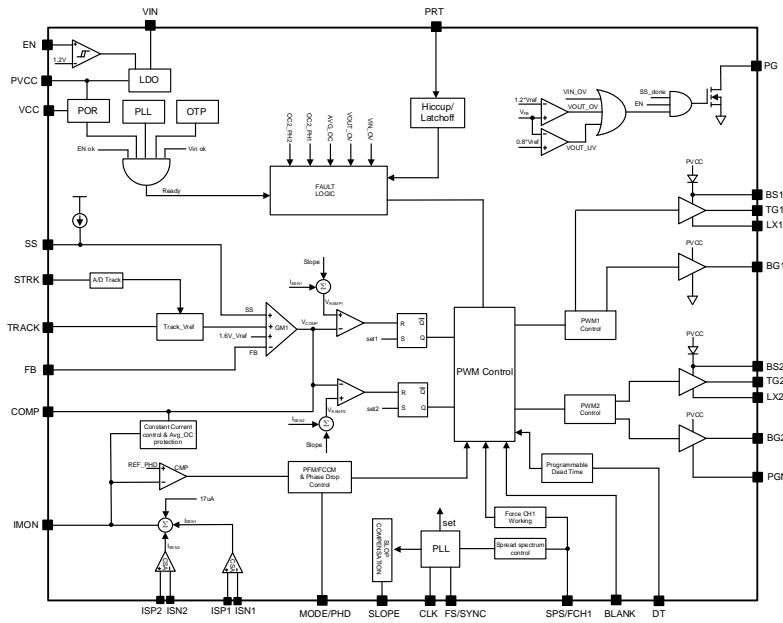 VIN
PRT
EN
1.2V
PVCC
LDO
VCC
POR
PLL
OTP
EN ok
Vin ok
Ready
OC2_PH2
OC2_PH1
AVG_OC
VOUT_OV
VIN_OV
Hiccup/
Latchoff
FAULT
LOGIC
1.2*Vref
VFB
0.8*Vref
VIN_OV
VOUT_OV
VOUT_UV
SS_done
EN
PG
PVCC
BS1
TG1
LX1
PVCC
BG1
PWM1
Control
SS
STRK
A/D Track
TRACK
Track_Vref
SS
GM1
1.6V_Vref
FB
FB
VCOMP
Slope
ISEN1
Σ
VRAMP1
R
S
Q
Q
set1
PWM Control
COMP
ISEN2
Σ
VRAMP2
Slope
R
S
Q
Q
set2
PVCC
BS2
TG2
LX2
PWM2
Control
PVCC
BG2
PGN
Constant Current
control & Avg_OC
protection
REF_PHD
CMP
PFM/FCCM
& Phase Drop
Control
Programmable
Dead Time
IMON
17uA
Σ
ISEN1
ISEN2
CSA
CSA
SLOP
COMPENSATION
set
PLL
Force CH1
Working
Spread spectrum
control
ISP2
ISN2
ISP1
ISN1
MODE/PHD
SLOPE
CLK
FS/SYNC
SPS/FCH1
BLANK
DT